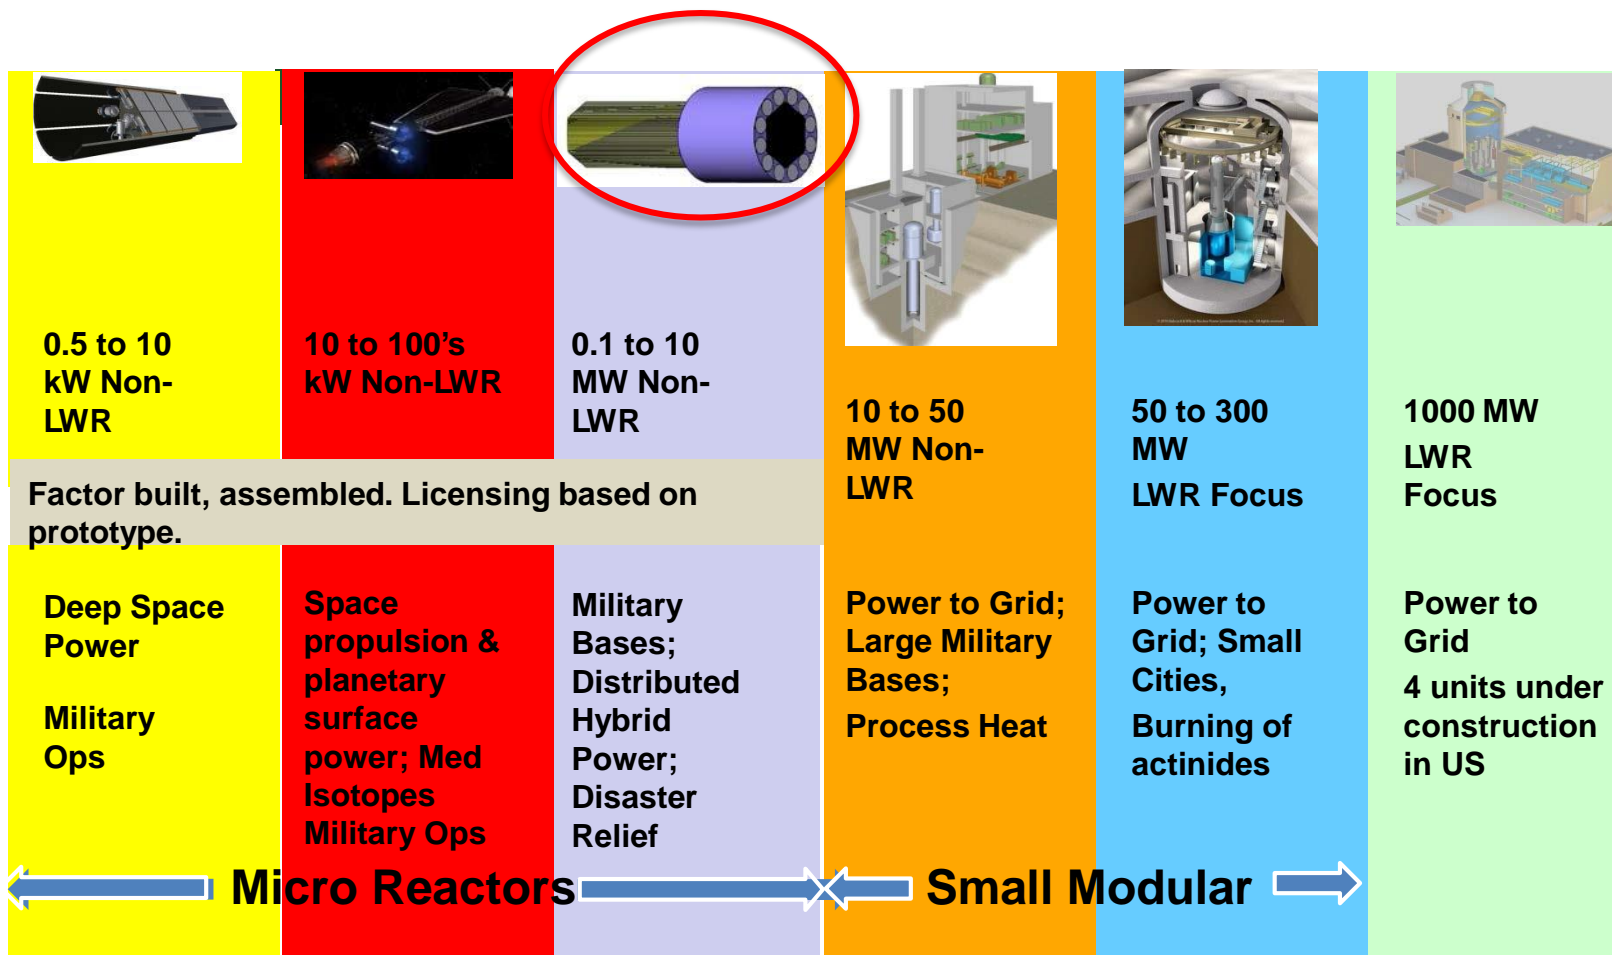 0.5 to 10
kW Non-
LWR
10 to 100's
kW Non-LWR
0.1 to 10
MW Non-
LWR
10 to 50
MW Non-
LWR
50 to 300
MW
LWR Focus
1000 MW
LWR
Focus
Factor built, assembled. Licensing based on
prototype.
Deep Space
Power
Military
Ops
Space
propulsion &
planetary
surface
power; Med
Isotopes
Military Ops
Military
Bases;
Distributed
Hybrid
Power;
Disaster
Relief
Power to Grid;
Large Military
Bases;
Process Heat
Power to
Grid; Small
Cities,
Burning of
actinides
Power to
Grid
4 units under
construction
in US
Micro Reactors
Small Modular